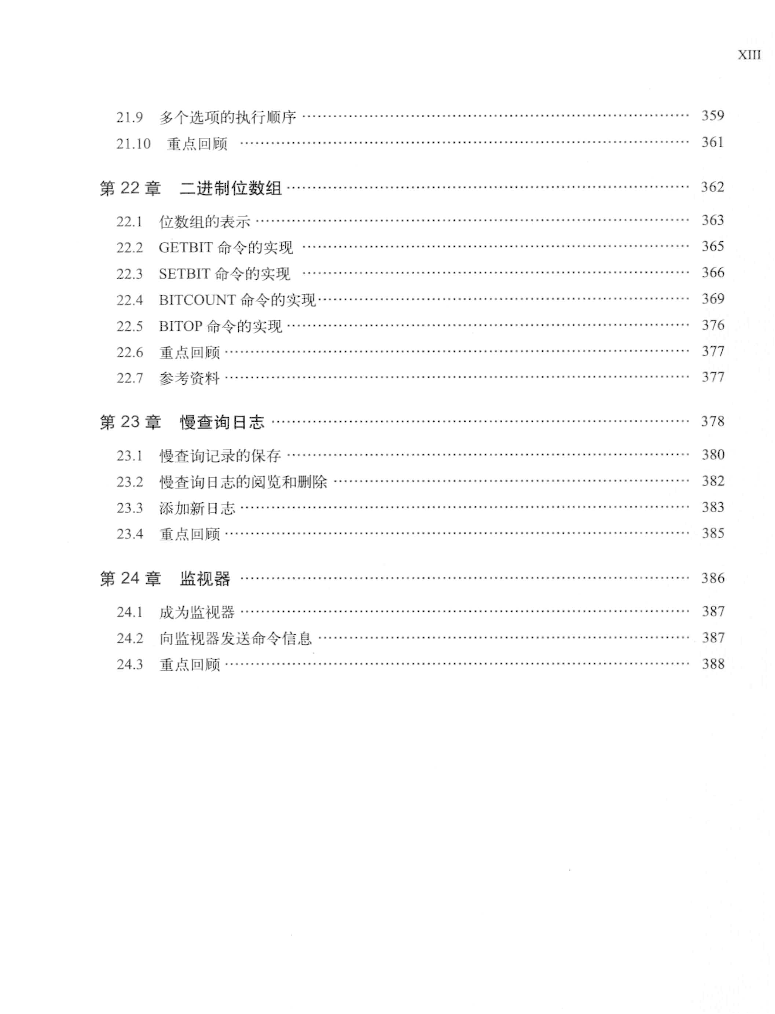 XIII
21.9 多个选项的执行顺序 ………………………………………………… 359
21.10 重点回顾 ………………………………………………… 361
第 22 章 二进制位数组 ………………………………………………… 362
22.1 位数组的表示 ………………………………………………… 363
22.2 GETBIT 命令的实现 ………………………………………………… 365
22.3 SETBIT 命令的实现 ………………………………………………… 366
22.4 BITCOUNT 命令的实现 ………………………………………………… 369
22.5 BITOP 命令的实现 ………………………………………………… 376
22.6 重点回顾 ………………………………………………… 377
22.7 参考资料 ………………………………………………… 377
第 23 章 慢查询日志 ………………………………………………… 378
23.1 慢查询记录的保存 ………………………………………………… 380
23.2 慢查询日志的阅览和删除 ………………………………………………… 382
23.3 添加新日志 ………………………………………………… 383
23.4 重点回顾 ………………………………………………… 385
第 24 章 监视器 ………………………………………………… 386
24.1 成为监视器 ………………………………………………… 387
24.2 向监视器发送命令信息 ………………………………………………… 387
24.3 重点回顾 ………………………………………………… 388